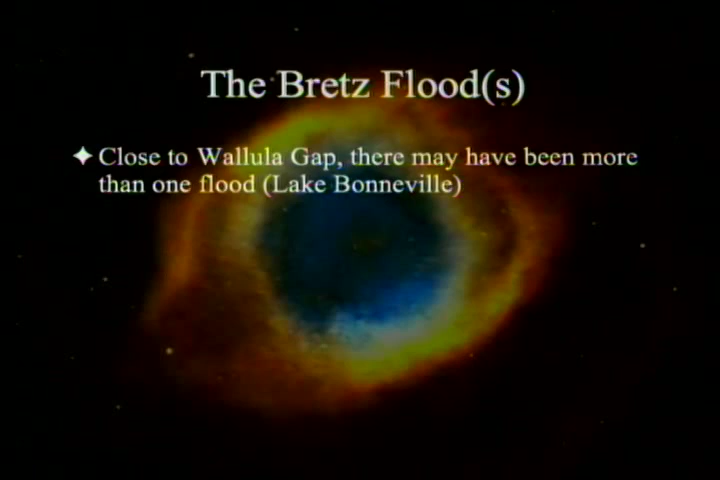 The Bretz Flood(s)
Close to Wallula Gap, there may have been more
than one flood (Lake Bonneville)